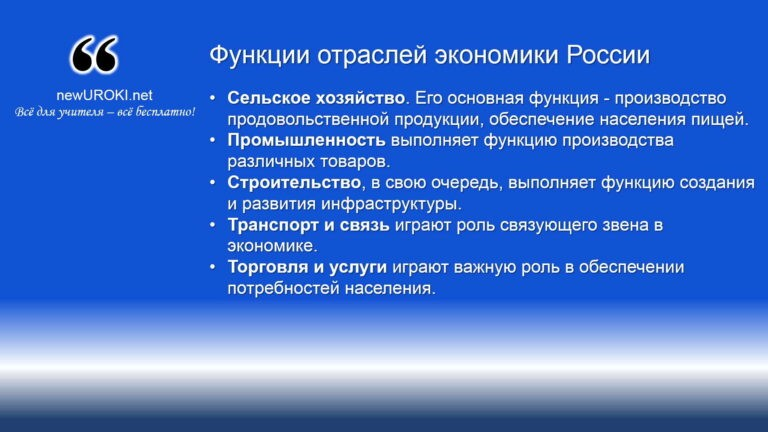 “
newUROKI.net
Всё для учителя – всё бесплатно!
Функции отраслей экономики России
• Сельское хозяйство. Его основная функция - производство
продовольственной продукции, обеспечение населения пищей.
• Промышленность выполняет функцию производства
различных товаров.
• Строительство, в свою очередь, выполняет функцию создания
и развития инфраструктуры.
• Транспорт и связь играют роль связующего звена в
экономике.
• Торговля и услуги играют важную роль в обеспечении
потребностей населения.